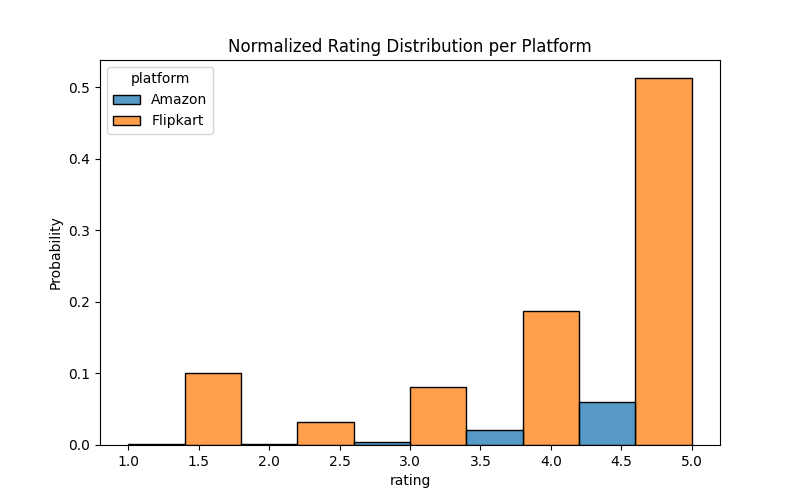 Normalized Rating Distribution per Platform
platform
Amazon
Flipkart
Probability
0.5
0.4
0.3
0.2
0.1
0.0
1.0 1.5 2.0 2.5 3.0 3.5 4.0 4.5 5.0
rating